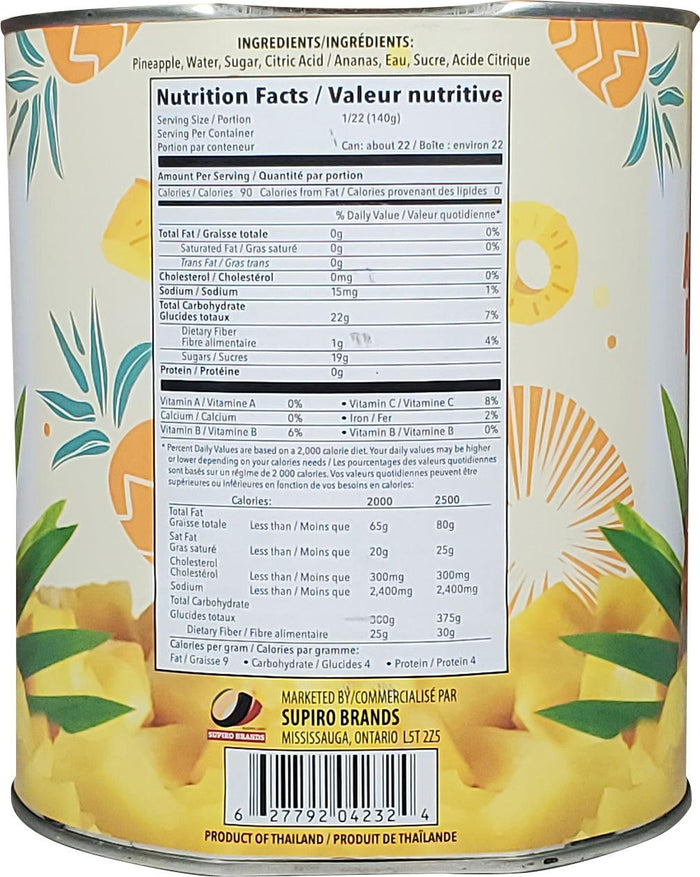 INGREDIENTS/INGRÉDIENTS:
Pineapple, Water, Sugar, Citric Acid / Ananas, Eau, Sucre, Acide Citrique
Nutrition Facts / Valeur nutritive
Serving Size / Portion 1/22 (140g)
Serving Per Container
Portion par conteneur Can: about 22 / Boîte : environ 22
Amount Per Serving / Quantité par portion
Calories / Calories 90 Calories from Fat / Calories provenant des lipides 0
% Daily Value / Valeur quotidienne*
Total Fat / Graisse totale 0g 0%
Saturated Fat / Gras saturé 0g 0%
Trans Fat / Gras trans 0g
Cholesterol / Cholestérol 0mg 0%
Sodium / Sodium 15mg 1%
Total Carbohydrate
Glucides totaux 22g 7%
Dietary Fiber
Fibre alimentaire 1g 4%
Sugars / Sucres 19g
Protein / Protéine 0g
Vitamin A / Vitamine A 0% • Vitamin C / Vitamine C 8%
Calcium / Calcium 0% • Iron / Fer 2%
Vitamin B / Vitamine B 6% • Vitamin B / Vitamine B 0%
* Percent Daily Values are based on a 2,000 calorie diet. Your daily values may be higher
or lower depending on your calories needs / Les pourcentages des valeurs quotidiennes
sont basés sur un régime de 2 000 calories. Vos valeurs quotidiennes peuvent être
supérieures ou inférieures en fonction de vos besoins en calories:
Calories: 2000 2500
Total Fat
Graisse totale Less than / Moins que 65g 80g
Sat Fat
Gras saturé Less than / Moins que 20g 25g
Cholesterol
Cholestérol Less than / Moins que 300mg 300mg
Sodium Less than / Moins que 2,400mg 2,400mg
Total Carbohydrate
Glucides totaux 300g 375g
Dietary Fiber / Fibre alimentaire 25g 30g
Calories per gram / Calories par gramme:
Fat / Graisse 9 • Carbohydrate / Glucides 4 • Protein / Protéin 4
MARKETED BY/COMMERCIALISÉ PAR
SUPIRO BRANDS
SUPIRO BRANDS
MISSISSAUGA, ONTARIO L5T 2Z5
6 27792 04232 4
PRODUCT OF THAILAND / PRODUIT DE THAÏLANDE